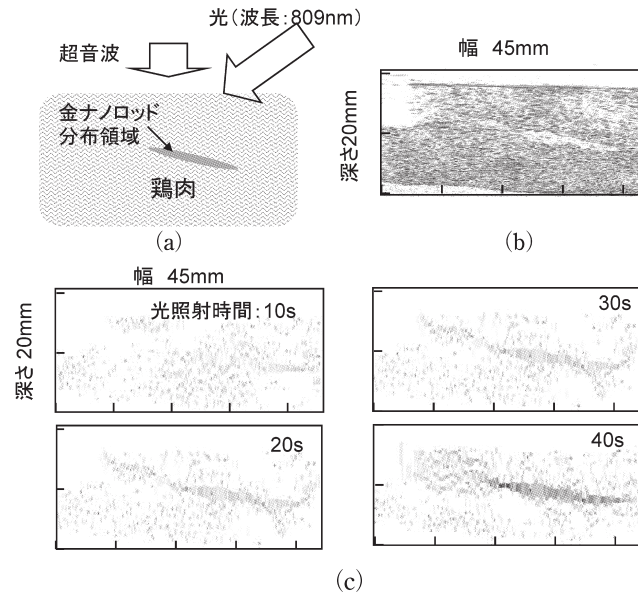 光(波長:809nm)
超音波
金ナノロッド
分布領域
鶏肉
(a)
幅 45mm
深さ20mm
(b)
幅 45mm
深さ 20mm
光照射時間:10s
30s
20s
40s
(c)